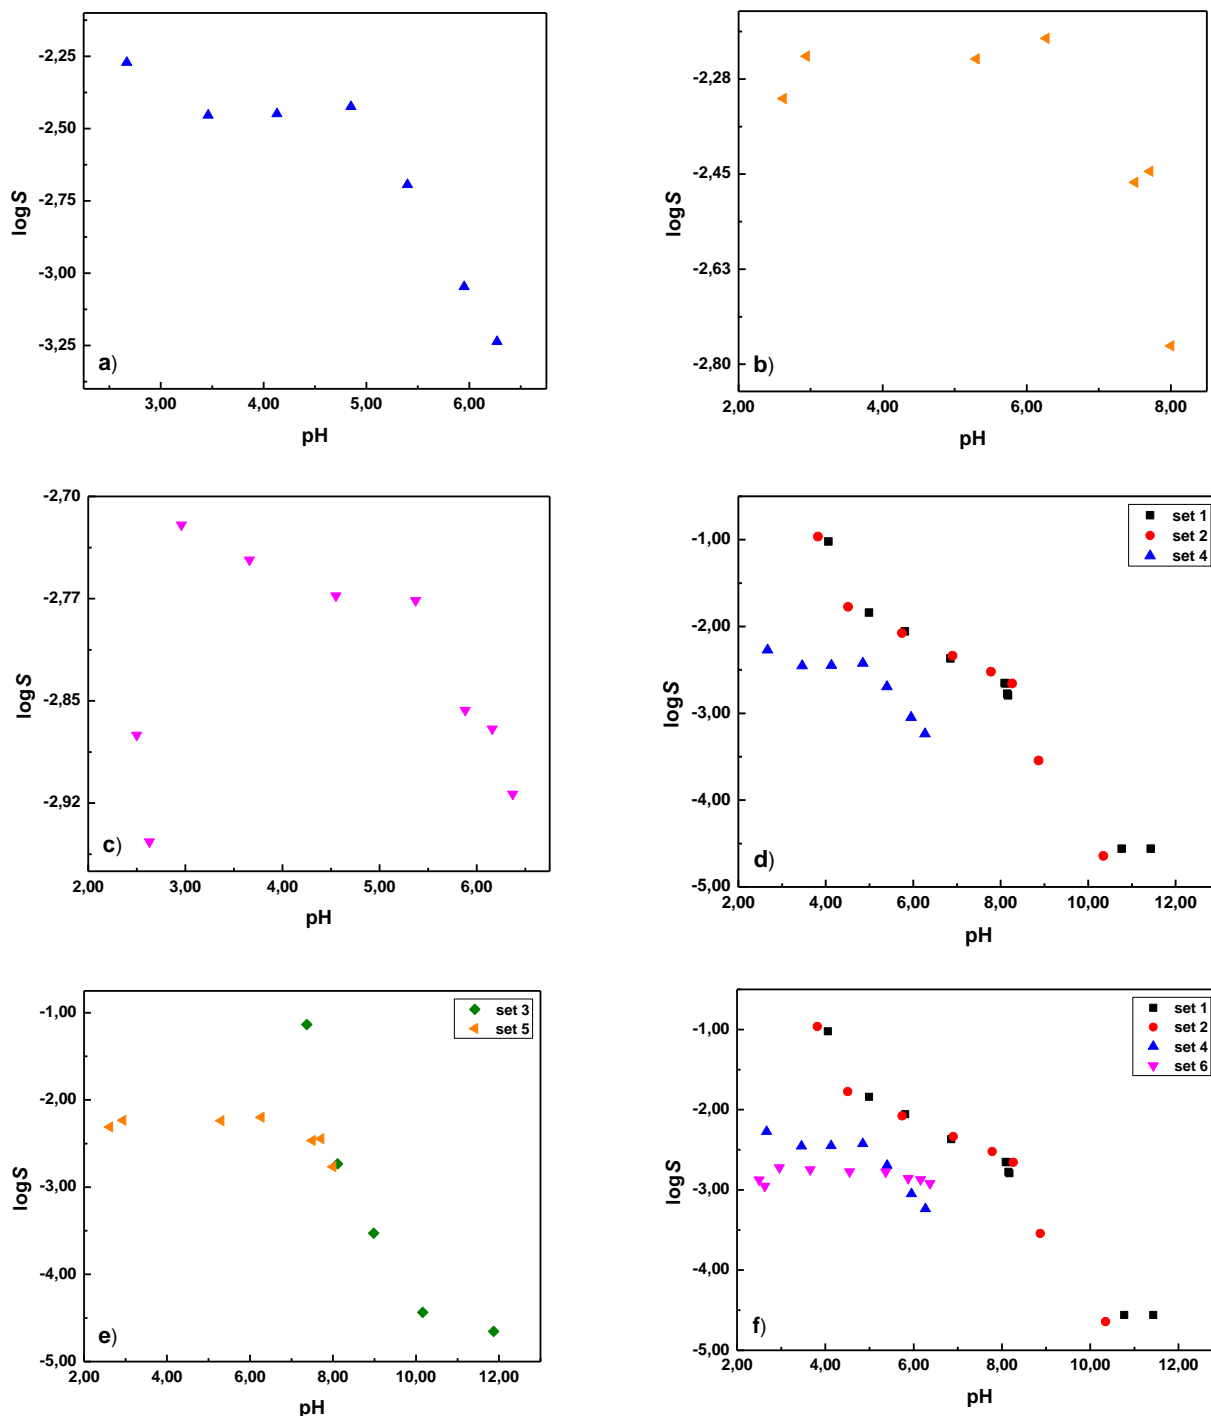 -2,25
-2,50
-2,75
-3,00
-3,25
logS
a)
3,00 4,00 5,00 6,00
pH
-2,28
-2,45
-2,63
-2,80
logS
b)
2,00 4,00 6,00 8,00
pH
-2,70
-2,77
-2,85
-2,92
logS
c)
2,00 3,00 4,00 5,00 6,00
pH
set 1
set 2
set 4
-1,00
-2,00
-3,00
-4,00
-5,00
logS
d)
2,00 4,00 6,00 8,00 10,00 12,00
pH
set 3
set 5
-1,00
-2,00
-3,00
-4,00
-5,00
logS
e)
2,00 4,00 6,00 8,00 10,00 12,00
pH
set 1
set 2
set 4
set 6
-1,00
-2,00
-3,00
-4,00
-5,00
logS
f)
2,00 4,00 6,00 8,00 10,00 12,00
pH